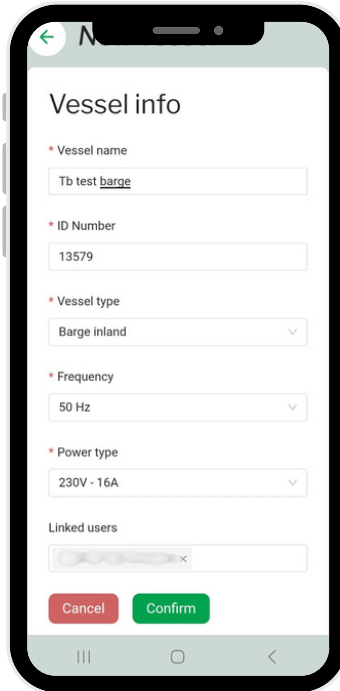 Vessel info
* Vessel name
Tb test barge
* ID Number
13579
* Vessel type
Barge inland
* Frequency
50 Hz
* Power type
230V - 16A
Linked users
Cancel
Confirm